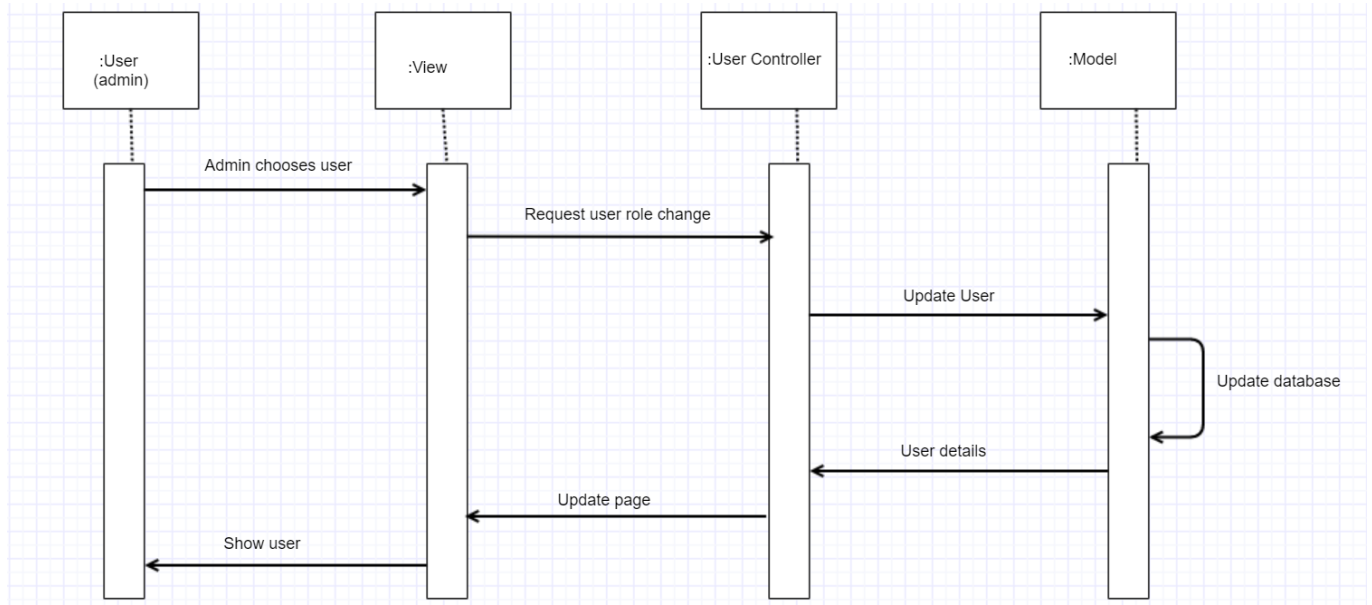 :User
(admin)
:View
:User Controller
:Model
Admin chooses user
Request user role change
Update User
Update database
User details
Update page
Show user